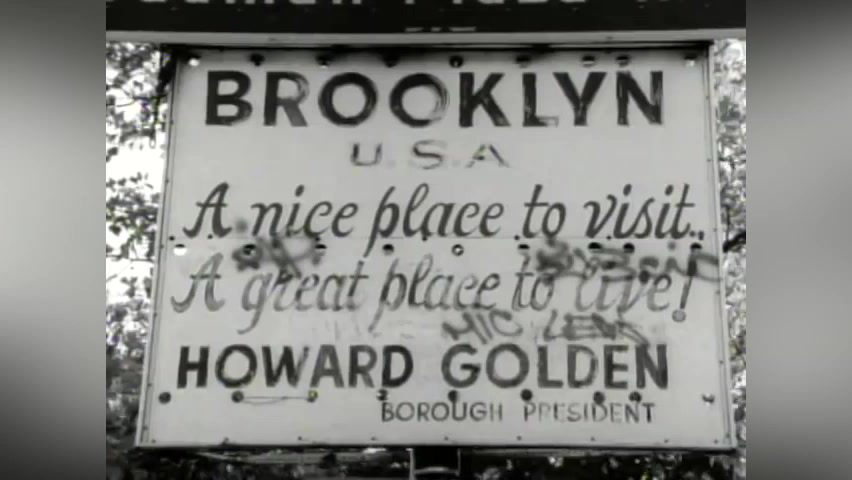 BROOKLYN
U.S.A
A nice place to visit..
A great place to live!
HOWARD GOLDEN
BOROUGH PRESIDENT